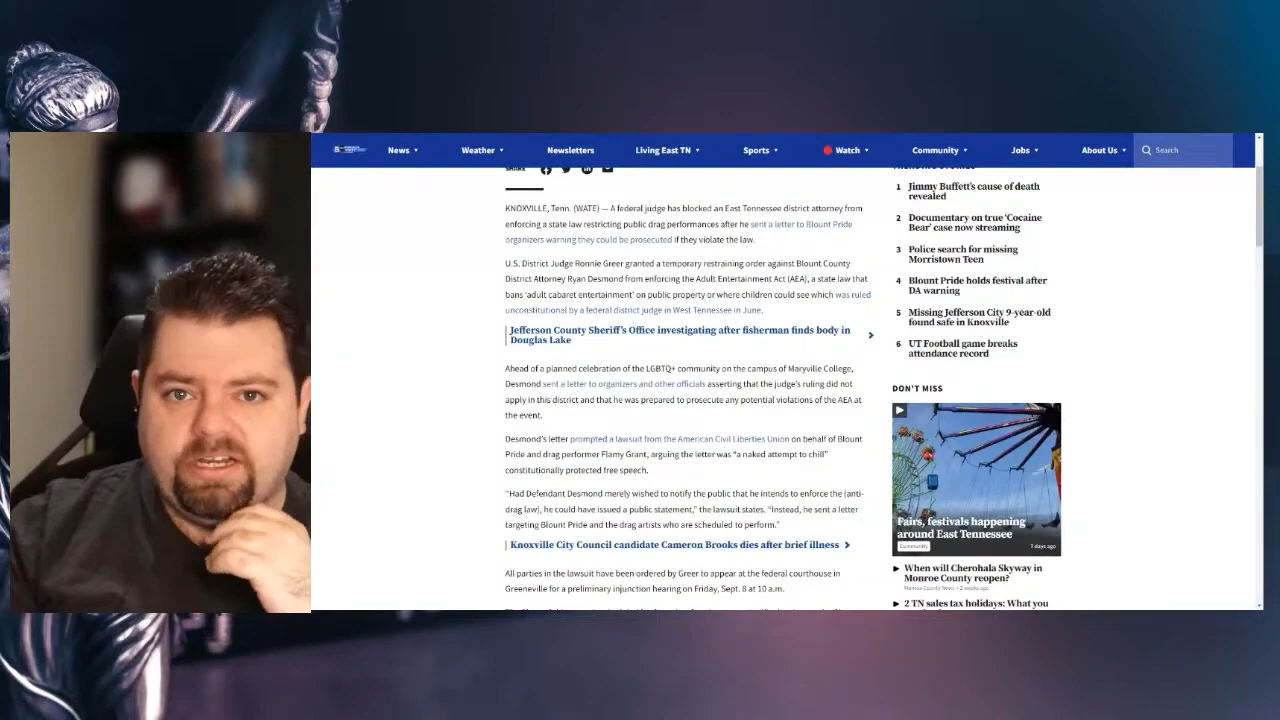 News
Weather
Newsletters
Living East TN
Sports
Watch
Community
Jobs
About Us
Search
SHARE
KNOXVILLE, Tenn. (WATE) — A federal judge has blocked an East Tennessee district attorney from
enforcing a state law restricting public drag performances after he sent a letter to Blount Pride
organizers warning they could be prosecuted if they violate the law.
U.S. District Judge Ronnie Greer granted a temporary restraining order against Blount County
District Attorney Ryan Desmond from enforcing the Adult Entertainment Act (AEA), a state law that
bans 'adult cabaret entertainment' on public property or where children could see which was ruled
unconstitutional by a federal district judge in West Tennessee in June.
Jefferson County Sheriff's Office investigating after fisherman finds body in
Douglas Lake
Ahead of a planned celebration of the LGBTQ+ community on the campus of Maryville College,
Desmond sent a letter to organizers and other officials asserting that the judge's ruling did not
apply in this district and that he was prepared to prosecute any potential violations of the AEA at
the event.
Desmond's letter prompted a lawsuit from the American Civil Liberties Union on behalf of Blount
Pride and drag performer Flamy Grant, arguing the letter was "a naked attempt to chill"
constitutionally protected free speech.
"Had Defendant Desmond merely wished to notify the public that he intends to enforce the (anti-
drag law), he could have issued a public statement," the lawsuit states. "Instead, he sent a letter
targeting Blount Pride and the drag artists who are scheduled to perform."
Knoxville City Council candidate Cameron Brooks dies after brief illness
All parties in the lawsuit have been ordered by Greer to appear at the federal courthouse in
Greeneville for a preliminary injunction hearing on Friday, Sept. 8 at 10 a.m.
TRENDING STORIES
1 Jimmy Buffett's cause of death
revealed
2 Documentary on true 'Cocaine
Bear' case now streaming
3 Police search for missing
Morristown Teen
4 Blount Pride holds festival after
DA warning
5 Missing Jefferson City 9-year-old
found safe in Knoxville
6 UT Football game breaks
attendance record
DON'T MISS
Fairs, festivals happening
around East Tennessee
Community
7 days ago
When will Cherohala Skyway in
Monroe County reopen?
Monroe County News • 2 weeks ago
2 TN sales tax holidays: What you